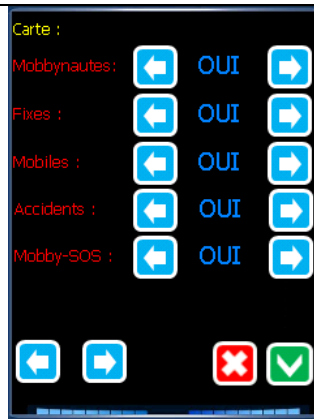 Carte :
Mobbynautes: OUI
Fixes : OUI
Mobiles : OUI
Accidents : OUI
Mobby-SOS : OUI